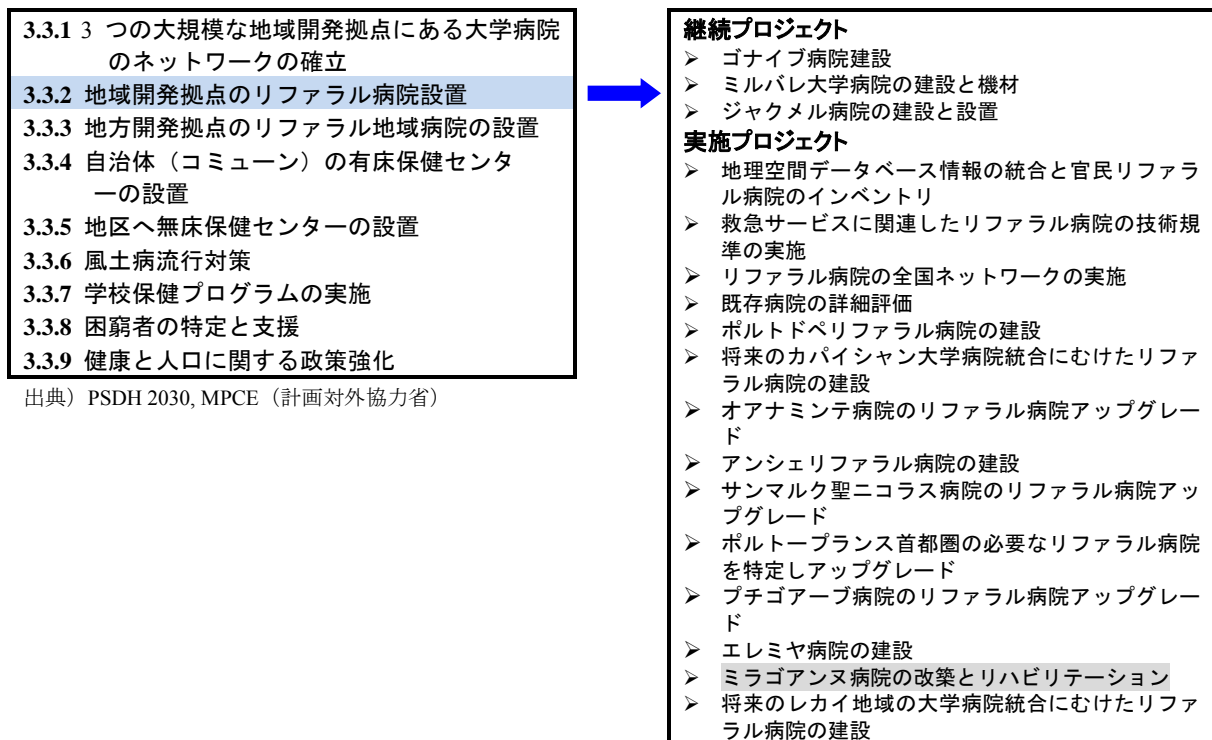 3.3.1 3 つの大規模な地域開発拠点にある大学病院
のネットワークの確立
3.3.2 地域開発拠点のリファラル病院設置
3.3.3 地方開発拠点のリファラル地域病院の設置
3.3.4 自治体（コミューン）の有床保健センタ
ーの設置
3.3.5 地区へ無床保健センターの設置
3.3.6 風土病流行対策
3.3.7 学校保健プログラムの実施
3.3.8 困窮者の特定と支援
3.3.9 健康と人口に関する政策強化
出典）PSDH 2030, MPCE（計画対外協力省）
継続プロジェクト
➢ ゴナイブ病院建設
➢ ミルバレ大学病院の建設と機材
➢ ジャクメル病院の建設と設置
実施プロジェクト
➢ 地理空間データベース情報の統合と官民リファラ
ル病院のインベントリ
➢ 救急サービスに関連したリファラル病院の技術規
準の実施
➢ リファラル病院の全国ネットワークの実施
➢ 既存病院の詳細評価
➢ ポルトドペリファラル病院の建設
➢ 将来のカパイシャン大学病院統合にむけたリファ
ラル病院の建設
➢ オアナミンテ病院のリファラル病院アップグレー
ド
➢ アンシェリファラル病院の建設
➢ サンマルク聖ニコラス病院のリファラル病院アッ
プグレード
➢ ポルトープランス首都圏の必要なリファラル病院
を特定しアップグレード
➢ プチゴアーブ病院のリファラル病院アップグレー
ド
➢ エレミヤ病院の建設
➢ ミラゴアンヌ病院の改築とリハビリテーション
➢ 将来のレカイ地域の大学病院統合にむけたリファ
ラル病院の建設